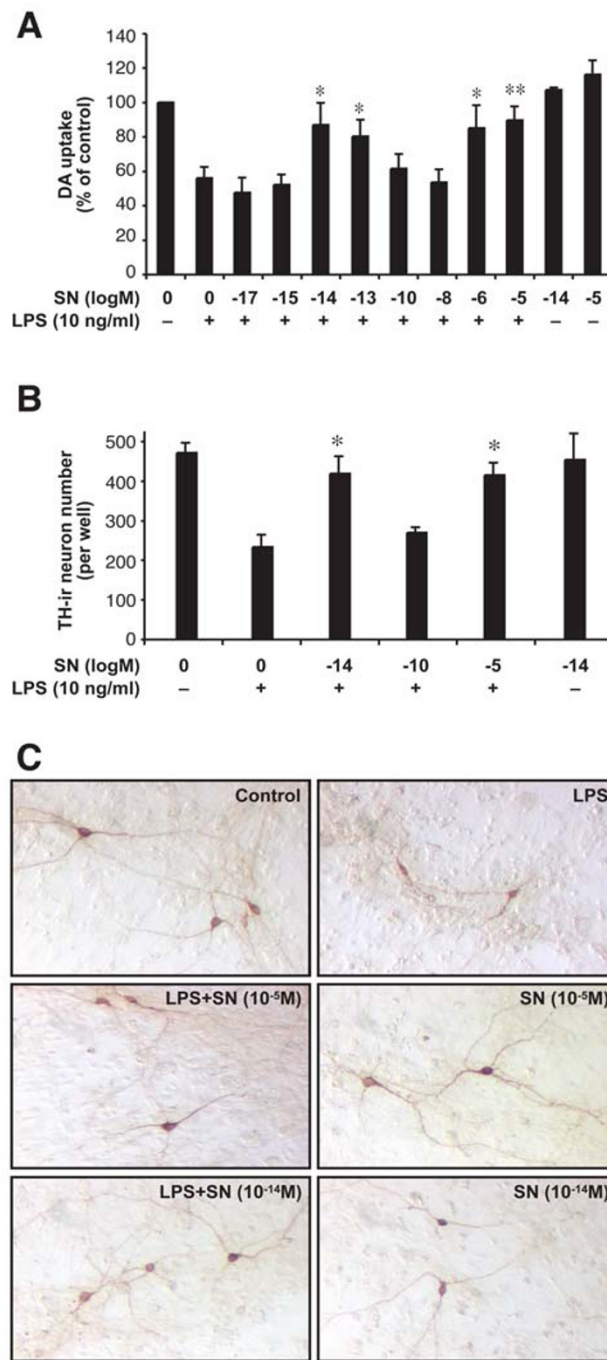 A
DA uptake
(% of control)
140
120
100
80
60
40
20
0
* * * **
SN (logM) 0 0 -17 -15 -14 -13 -10 -8 -6 -5 -14 -5
LPS (10 ng/ml) – + + + + + + + + + – –
B
TH-ir neuron number
(per well)
500
400
300
200
100
0
* *
SN (logM) 0 0 -14 -10 -5 -14
LPS (10 ng/ml) – + + + + –
C
Control
LPS
LPS+SN (10⁻⁵M)
SN (10⁻⁵M)
LPS+SN (10⁻¹⁴M)
SN (10⁻¹⁴M)